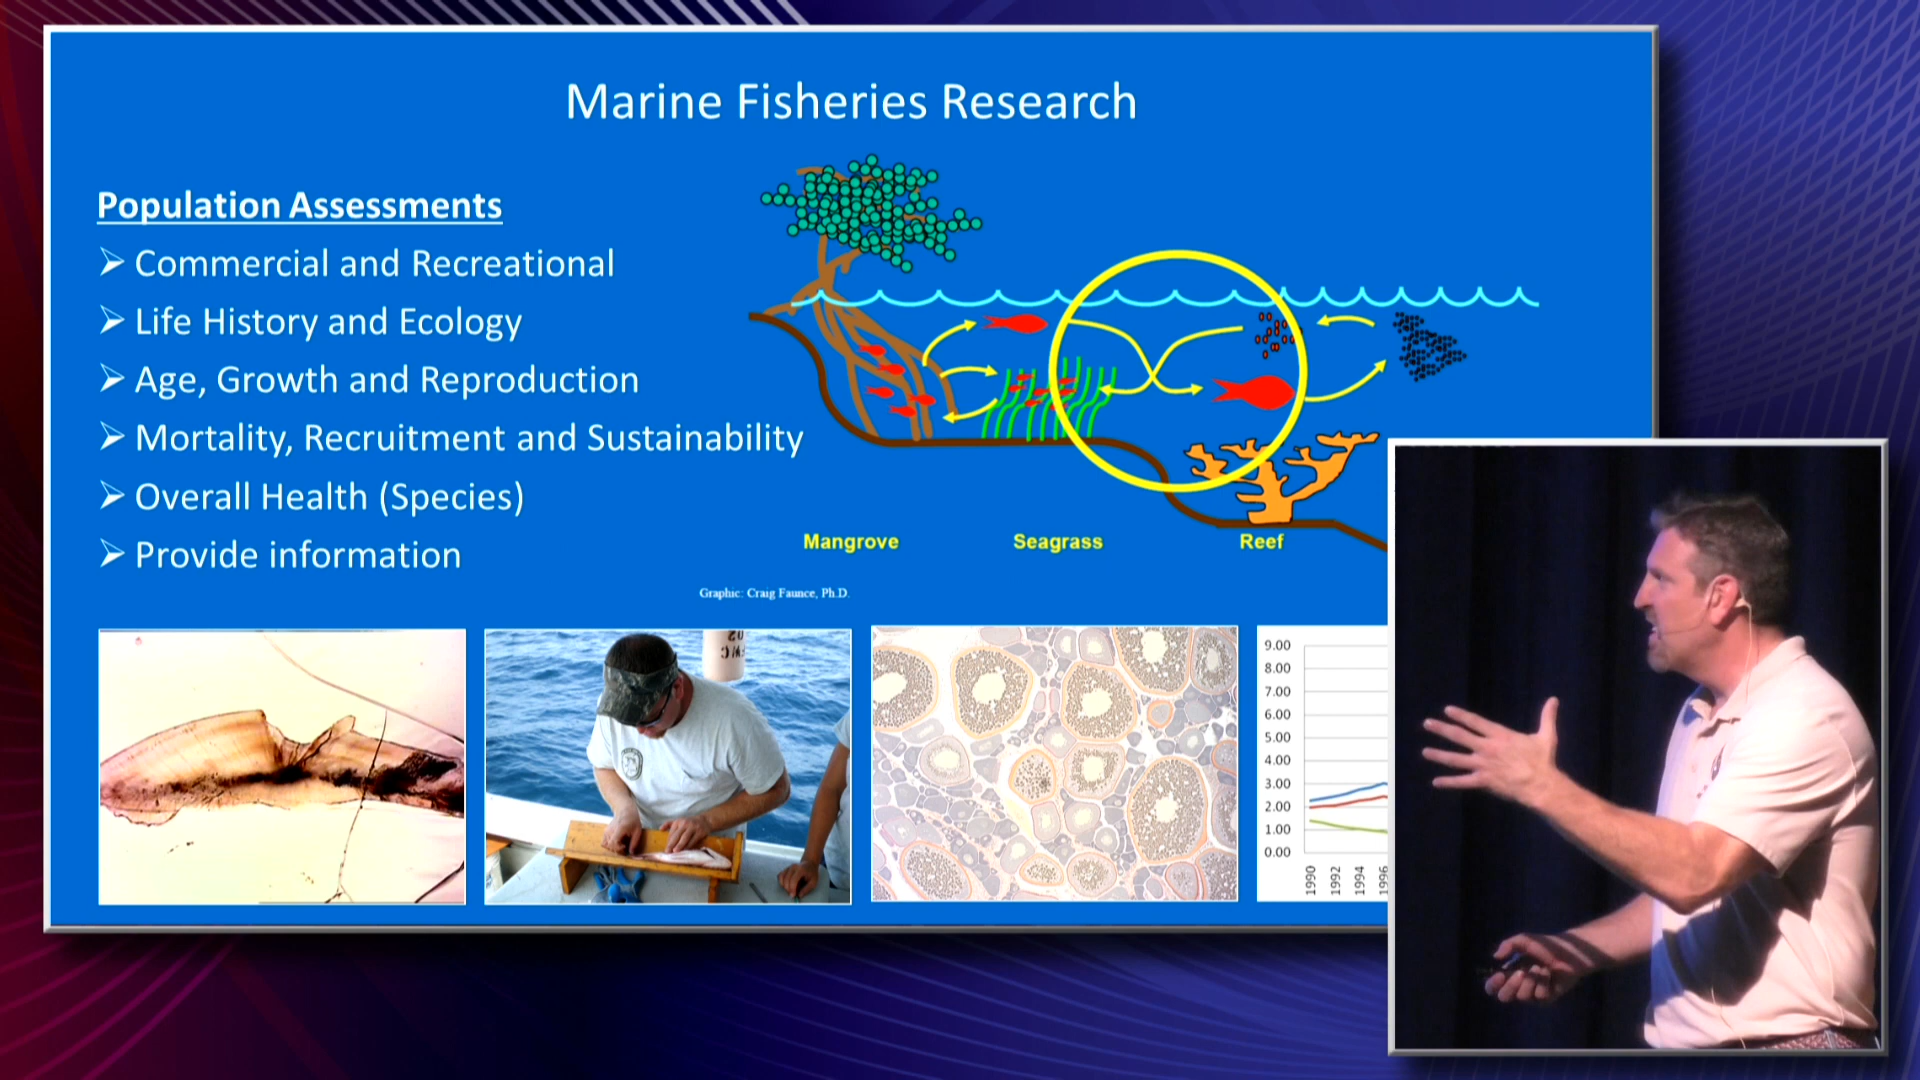 Marine Fisheries Research
Population Assessments
➢ Commercial and Recreational
➢ Life History and Ecology
➢ Age, Growth and Reproduction
➢ Mortality, Recruitment and Sustainability
➢ Overall Health (Species)
➢ Provide information
Mangrove
Seagrass
Reef
Graphic: Craig Faunce, Ph.D.
9.00
8.00
7.00
6.00
5.00
4.00
3.00
2.00
1.00
0.00
1990
1992
1994
1996